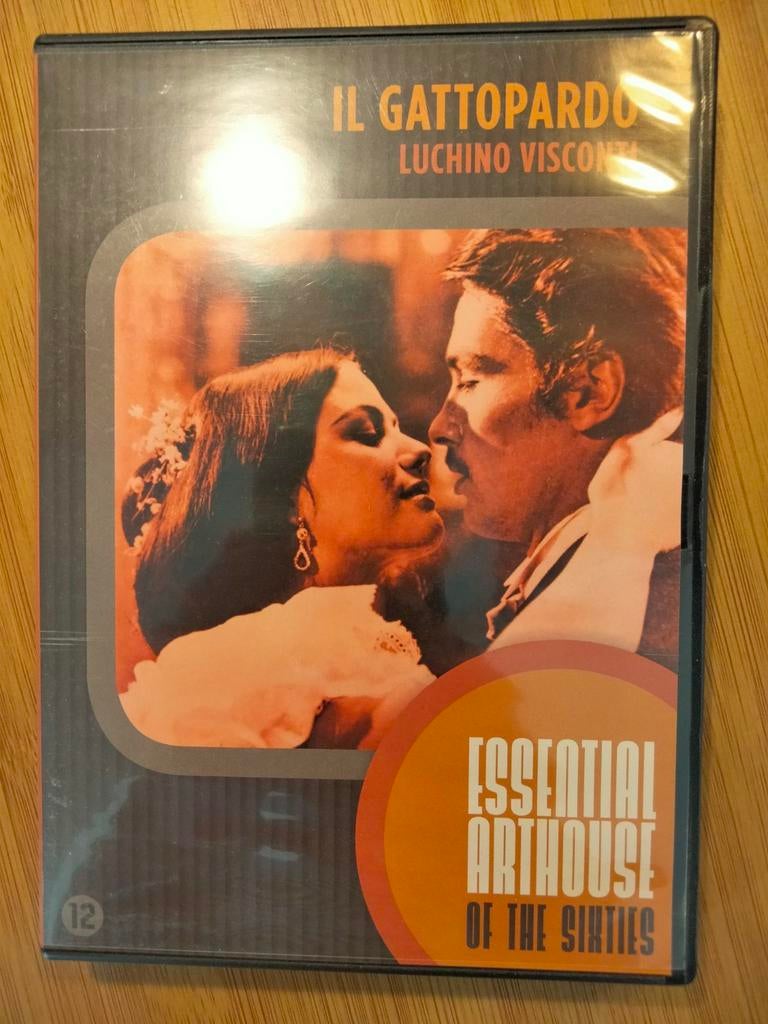 IL GATTOPARDO
LUCHINO VISCONTI
ESSENTIAL
ARTHOUSE
OF THE SIXTIES
12